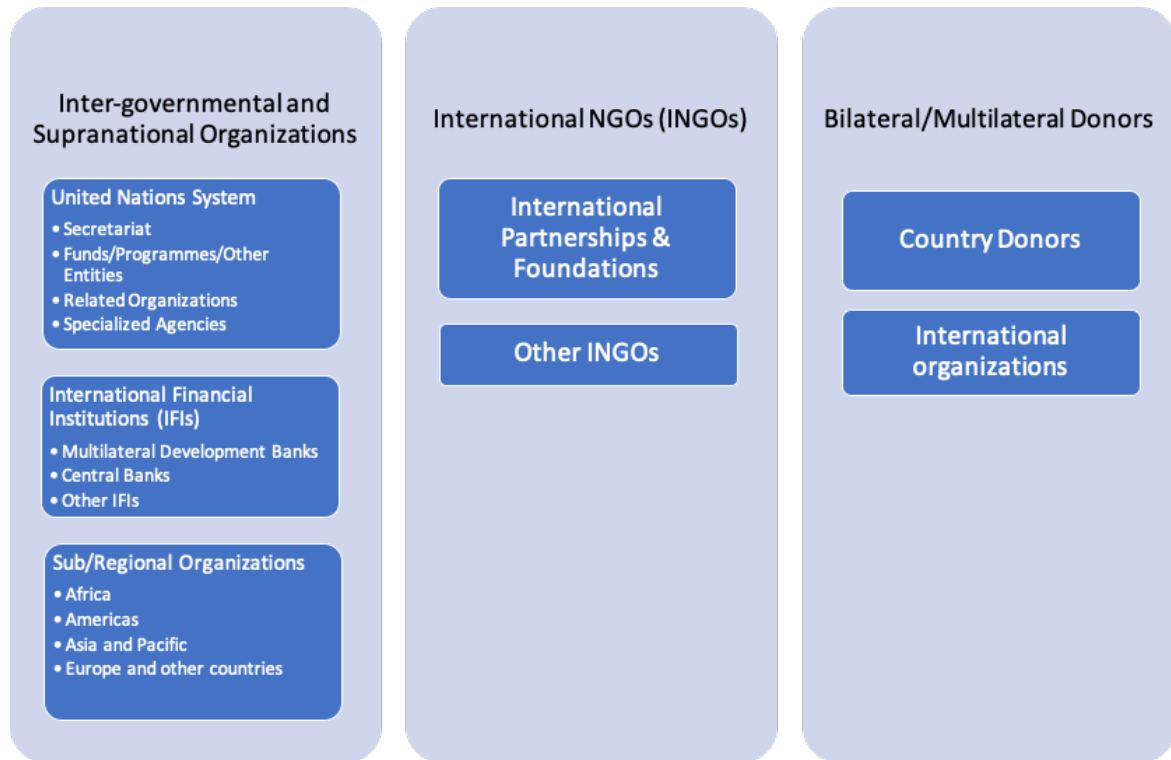 Inter-governmental and
Supranational Organizations
United Nations System
• Secretariat
• Funds/Programmes/Other
Entities
• Related Organizations
• Specialized Agencies
International Financial
Institutions (IFIs)
• Multilateral Development Banks
• Central Banks
• Other IFIs
Sub/Regional Organizations
• Africa
• Americas
• Asia and Pacific
• Europe and other countries
International NGOs (INGOs)
International
Partnerships &
Foundations
Other INGOs
Bilateral/Multilateral Donors
Country Donors
International
organizations